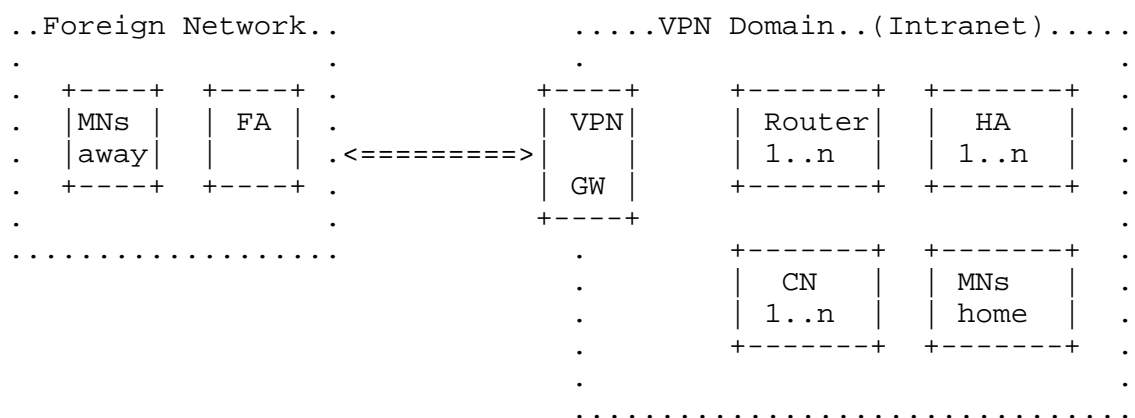 ..Foreign Network..             .....VPN Domain..(Intranet).....
.                 .             .                              .
.  +----+  +----+ .           +----+     +-------+  +-------+  .
.  |MNs |  | FA | .           | VPN|     | Router|  |  HA   |  .
.  |away|  |    | .<=========>|    |     | 1..n  |  | 1..n  |  .
.  +----+  +----+ .           | GW |     +-------+  +-------+  .
.                 .           +----+                           .
...................             .        +-------+  +-------+  .
                                .        |  CN   |  | MNs   |  .
                                .        | 1..n  |  | home  |  .
                                .        +-------+  +-------+  .
                                .                              .
                                ................................